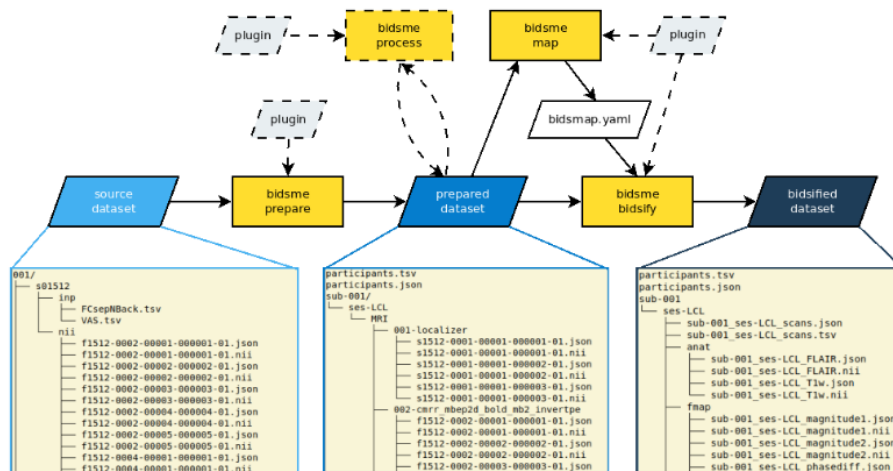 plugin
bidsme
process
bidsme
map
plugin
plugin
bidsmap.yaml
source
dataset
bidsme
prepare
prepared
dataset
bidsme
bidsify
bidsified
dataset
001/
s01512
inp
FCsepNBack.tsv
VAS.tsv
nii
f1512-0002-00001-000001-01.json
f1512-0002-00001-000001-01.nii
f1512-0002-00002-000002-01.json
f1512-0002-00002-000002-01.nii
f1512-0002-00003-000003-01.json
f1512-0002-00003-000003-01.nii
f1512-0002-00004-000004-01.json
f1512-0002-00004-000004-01.nii
f1512-0002-00005-000005-01.json
f1512-0002-00005-000005-01.nii
f1512-0004-00001-000001-01.json
f1512-0004-00001-000001-01.nii
participants.tsv
participants.json
sub-001/
ses-LCL
MRI
001-localizer
s1512-0001-00001-000001-01.json
s1512-0001-00001-000001-01.nii
s1512-0001-00001-000002-01.json
s1512-0001-00001-000002-01.nii
s1512-0001-00001-000003-01.json
s1512-0001-00001-000003-01.nii
002-cmrr_mbep2d_bold_mb2_invertpe
f1512-0002-00001-000001-01.json
f1512-0002-00001-000001-01.nii
f1512-0002-00002-000002-01.json
f1512-0002-00002-000002-01.nii
f1512-0002-00003-000003-01.json
participants.tsv
participants.json
sub-001
ses-LCL
sub-001_ses-LCL_scans.json
sub-001_ses-LCL_scans.tsv
anat
sub-001_ses-LCL_FLAIR.json
sub-001_ses-LCL_FLAIR.nii
sub-001_ses-LCL_T1w.json
sub-001_ses-LCL_T1w.nii
fmap
sub-001_ses-LCL_magnitude1.json
sub-001_ses-LCL_magnitude1.nii
sub-001_ses-LCL_magnitude2.json
sub-001_ses-LCL_magnitude2.nii
sub-001_ses-LCL_phasediff.json